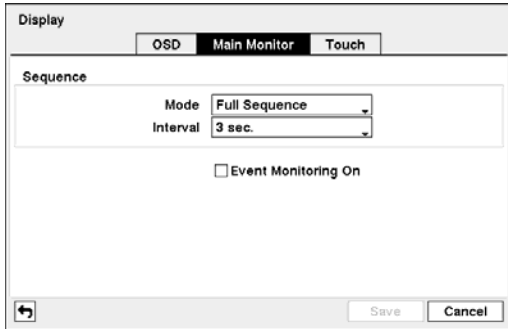 Display
OSD Main Monitor Touch
Sequence
Mode Full Sequence
Interval 3 sec.
Event Monitoring On
Save Cancel